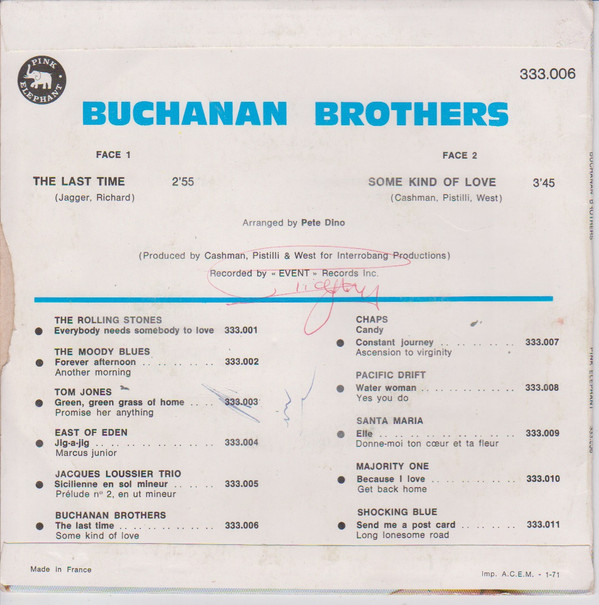 PINK ELEPHANT
333.006
BUCHANAN BROTHERS
FACE 1
THE LAST TIME 2'55
(Jagger, Richard)
FACE 2
SOME KIND OF LOVE 3'45
(Cashman, Pistilli, West)
Arranged by Pete Dino
(Produced by Cashman, Pistilli & West for Interrobang Productions)
Recorded by « EVENT » Records Inc.
THE ROLLING STONES
Everybody needs somebody to love 333.001
THE MOODY BLUES
Forever afternoon .......... 333.002
Another morning
TOM JONES
Green, green grass of home .... 333.003
Promise her anything
EAST OF EDEN
Jig-a-jig .................. 333.004
Marcus junior
JACQUES LOUSSIER TRIO
Sicilienne en sol mineur ..... 333.005
Prélude nº 2, en ut mineur
BUCHANAN BROTHERS
The last time .............. 333.006
Some kind of love
CHAPS
Candy
Constant journey .......... 333.007
Ascension to virginity
PACIFIC DRIFT
Water woman ............ 333.008
Yes you do
SANTA MARIA
Elle .................... 333.009
Donne-moi ton cœur et ta fleur
MAJORITY ONE
Because I love ............ 333.010
Get back home
SHOCKING BLUE
Send me a post card ....... 333.011
Long lonesome road
Made in France
Imp. A.C.E.M. - 1-71
BUCHANAN BROTHERS
PINK ELEPHANT
333.006